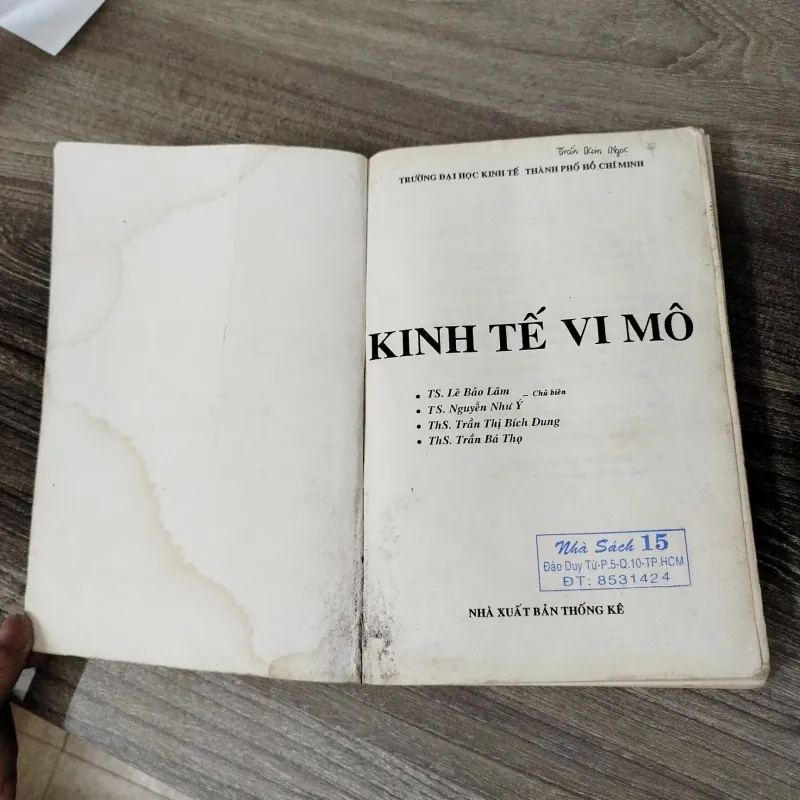 Trần Kim Ngọc
TRƯỜNG ĐẠI HỌC KINH TẾ THÀNH PHỐ HỒ CHÍ MINH
KINH TẾ VI MÔ
• TS. Lê Bảo Lâm _ Chủ biên
• TS. Nguyễn Như Ý
• ThS. Trần Thị Bích Dung
• ThS. Trần Bá Thọ
Nhà Sách 15
Đào Duy Từ-P.5-Q.10-TP.HCM
ĐT: 8531424
NHÀ XUẤT BẢN THỐNG KÊ